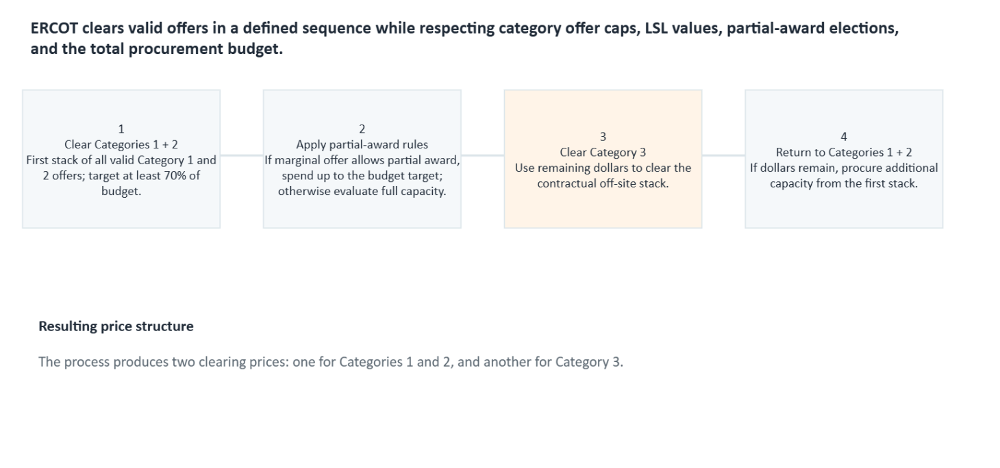 ERCOT clears valid offers in a defined sequence while respecting category offer caps, LSL values, partial-award elections,
and the total procurement budget.
1
Clear Categories 1 + 2
First stack of all valid Category 1 and
2 offers; target at least 70% of
budget.
2
Apply partial-award rules
If marginal offer allows partial award,
spend up to the budget target;
otherwise evaluate full capacity.
3
Clear Category 3
Use remaining dollars to clear the
contractual off-site stack.
4
Return to Categories 1 + 2
If dollars remain, procure additional
capacity from the first stack.
Resulting price structure
The process produces two clearing prices: one for Categories 1 and 2, and another for Category 3.